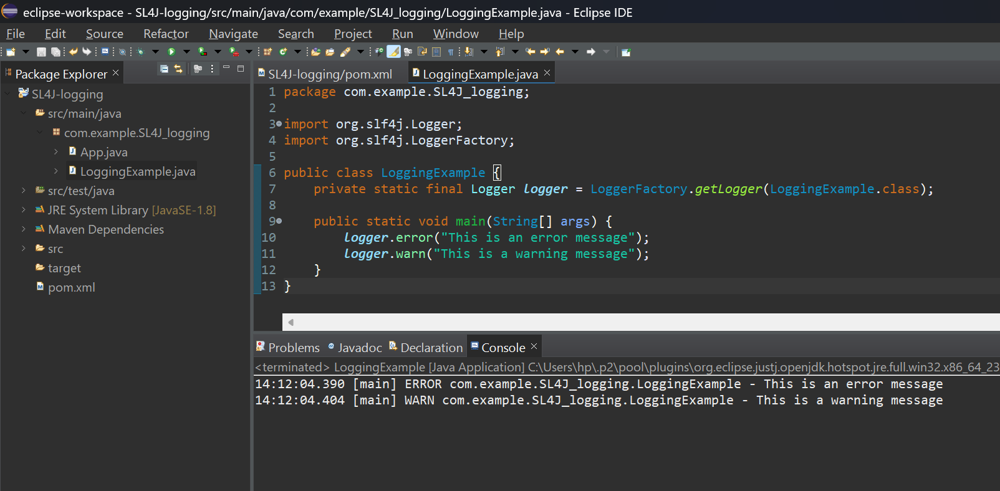 eclipse-workspace - SL4J-logging/src/main/java/com/example/SL4J_logging/LoggingExample.java - Eclipse IDE
File Edit Source Refactor Navigate Search Project Run Window Help
Package Explorer
SL4J-logging
src/main/java
com.example.SL4J_logging
App.java
LoggingExample.java
src/test/java
JRE System Library [JavaSE-1.8]
Maven Dependencies
src
target
pom.xml
SL4J-logging/pom.xml LoggingExample.java
1 package com.example.SL4J_logging;
2
3 import org.slf4j.Logger;
4 import org.slf4j.LoggerFactory;
5
6 public class LoggingExample {
7     private static final Logger logger = LoggerFactory.getLogger(LoggingExample.class);
8
9     public static void main(String[] args) {
10         logger.error("This is an error message");
11         logger.warn("This is a warning message");
12     }
13 }
Problems Javadoc Declaration Console
<terminated> LoggingExample [Java Application] C:\Users\hp\.p2\pool\plugins\org.eclipse.justj.openjdk.hotspot.jre.full.win32.x86_64_23
14:12:04.390 [main] ERROR com.example.SL4J_logging.LoggingExample - This is an error message
14:12:04.404 [main] WARN com.example.SL4J_logging.LoggingExample - This is a warning message